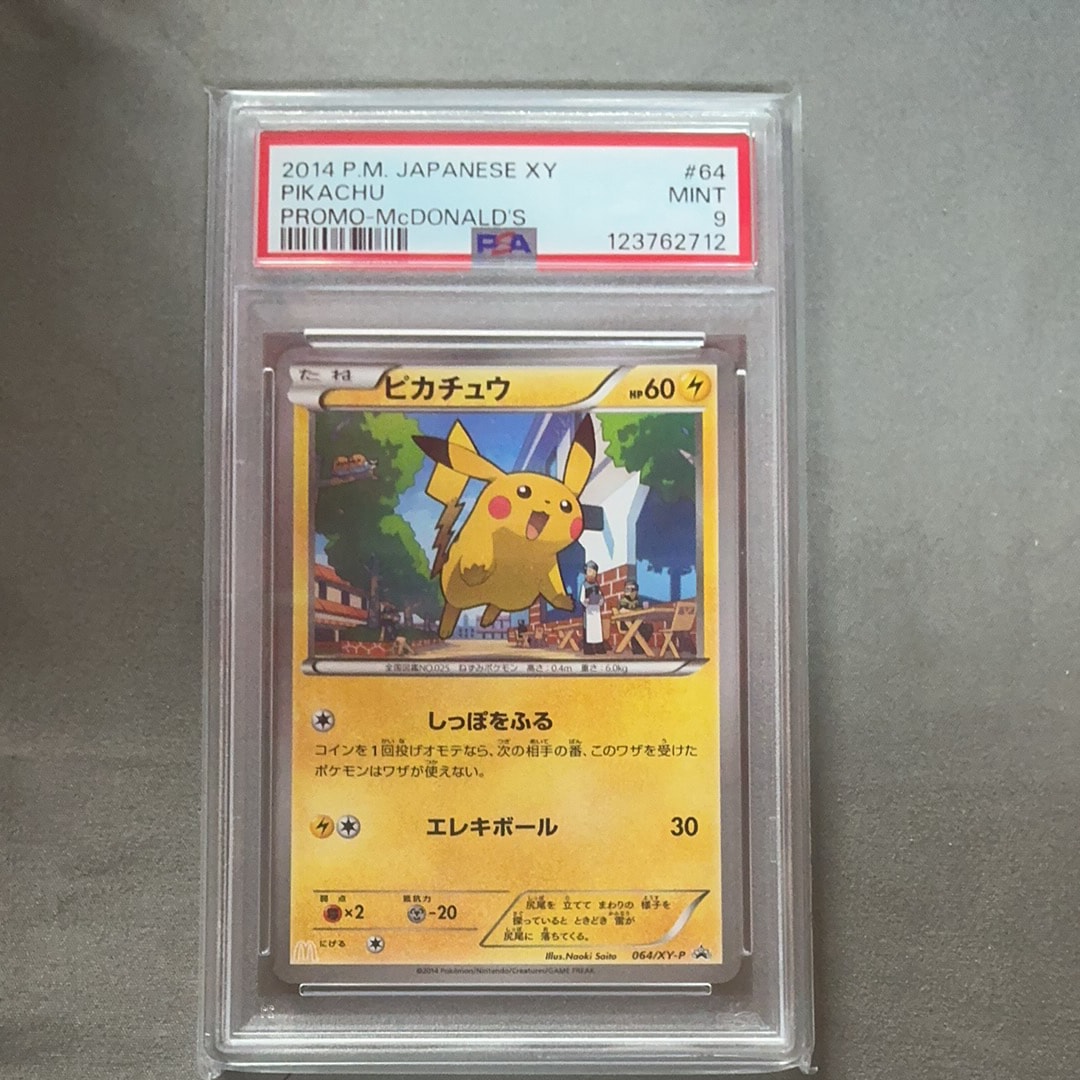 2014 P.M. JAPANESE XY #64
PIKACHU MINT
PROMO-McDONALD'S 9
PSA 123762712
たね ピカチュウ HP60
全国図鑑NO.025 ねずみポケモン 高さ:0.4m 重さ:6.0kg
しっぽをふる
コインを1回投げオモテなら、次の相手の番、このワザを受けた
ポケモンはワザが使えない。
エレキボール 30
弱点 抵抗力
×2 -20
にげる
尻尾を 立てて まわりの 様子を
探っていると ときどき 雷が
尻尾に 落ちてくる。
Illus. Naoki Saito 064/XY-P
©2014 Pokémon/Nintendo/Creatures/GAME FREAK